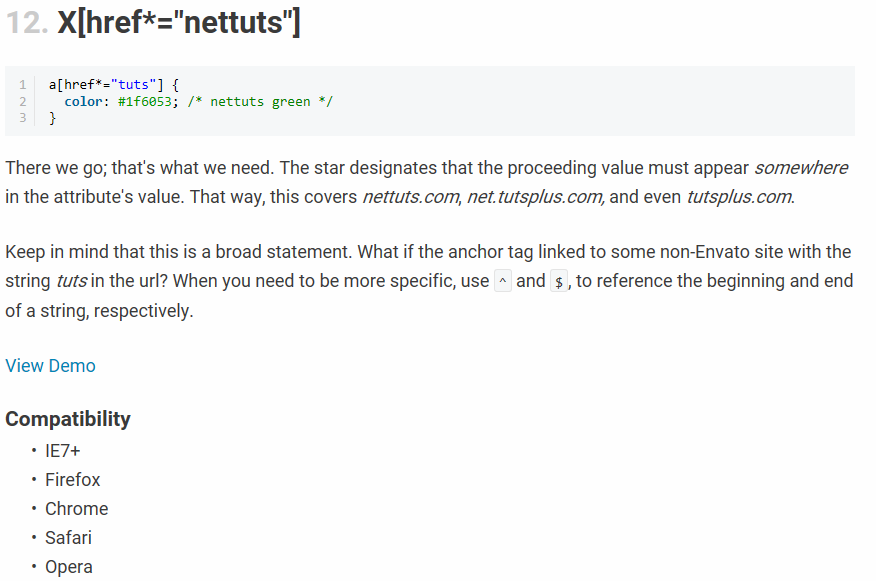 12. X[href*="nettuts"]
1 a[href*="tuts"] {
2 color: #1f6053; /* nettuts green */
3 }
There we go; that's what we need. The star designates that the proceeding value must appear somewhere
in the attribute's value. That way, this covers nettuts.com, net.tutsplus.com, and even tutsplus.com.
Keep in mind that this is a broad statement. What if the anchor tag linked to some non-Envato site with the
string tuts in the url? When you need to be more specific, use ^ and $, to reference the beginning and end
of a string, respectively.
View Demo
Compatibility
• IE7+
• Firefox
• Chrome
• Safari
• Opera